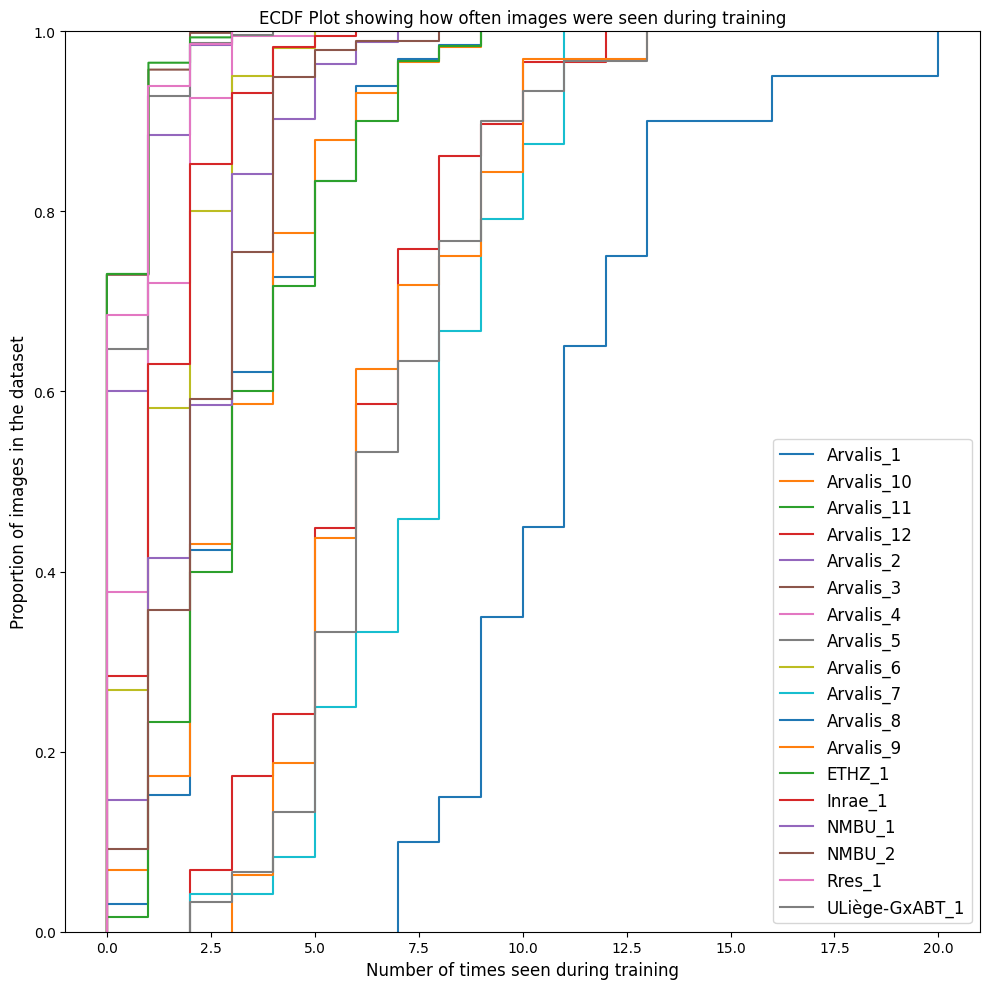 ECDF Plot showing how often images were seen during training
Proportion of images in the dataset
1.0
0.8
0.6
0.4
0.2
0.0
0.0 2.5 5.0 7.5 10.0 12.5 15.0 17.5 20.0
Number of times seen during training
Arvalis_1
Arvalis_10
Arvalis_11
Arvalis_12
Arvalis_2
Arvalis_3
Arvalis_4
Arvalis_5
Arvalis_6
Arvalis_7
Arvalis_8
Arvalis_9
ETHZ_1
Inrae_1
NMBU_1
NMBU_2
Rres_1
ULiège-GxABT_1